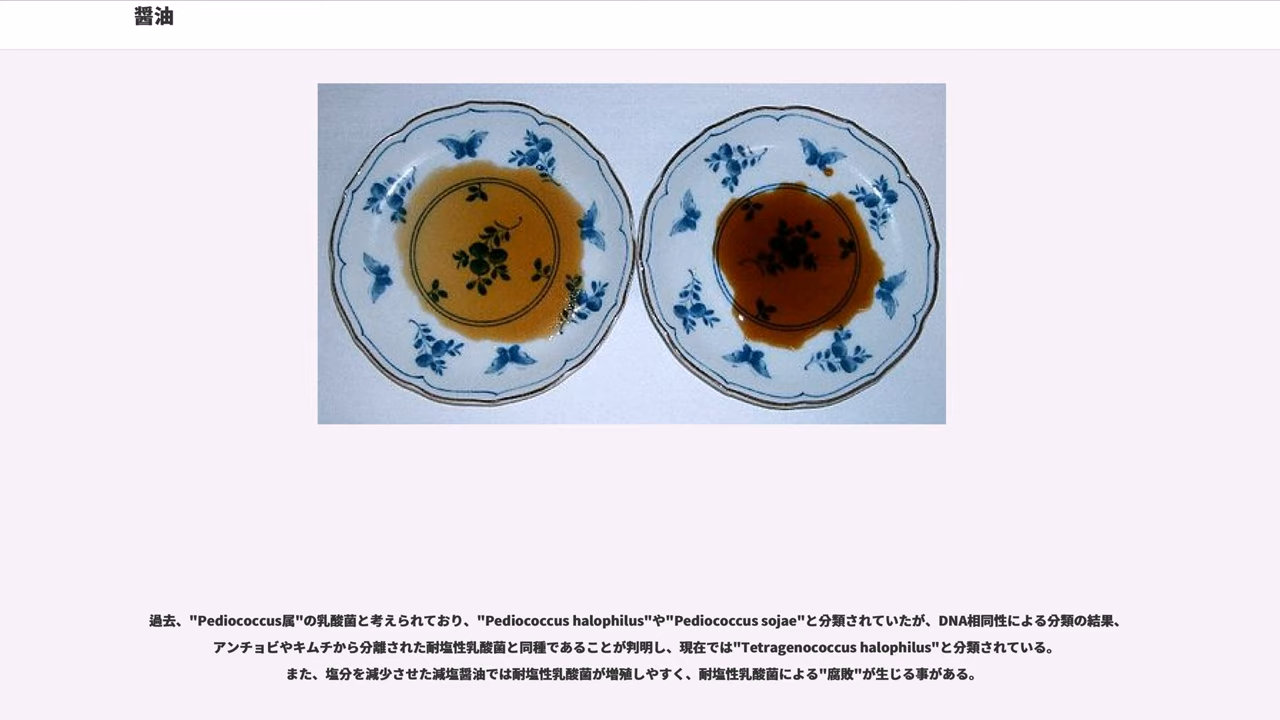 醤油
過去、"Pediococcus属"の乳酸菌と考えられており、"Pediococcus halophilus"や"Pediococcus sojae"と分類されていたが、DNA相同性による分類の結果、
アンチョビやキムチから分離された耐塩性乳酸菌と同種であることが判明し、現在では"Tetragenococcus halophilus"と分類されている。
また、塩分を減少させた減塩醤油では耐塩性乳酸菌が増殖しやすく、耐塩性乳酸菌による"腐敗"が生じる事がある。